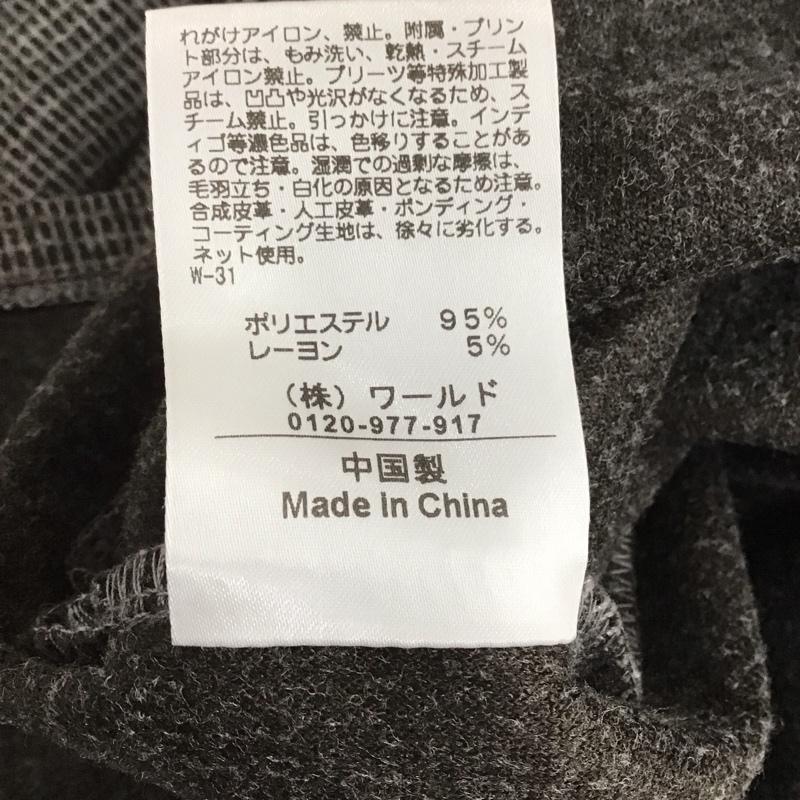 れがけアイロン、禁止。附属・プリン
ト部分は、もみ洗い、乾熱・スチーム
アイロン禁止。プリーツ等特殊加工製
品は、凹凸や光沢がなくなるため、ス
チーム禁止。引っかけに注意。インデ
ィゴ等濃色品は、色移りすることがあ
るので注意。湿潤での過剰な摩擦は、
毛羽立ち・白化の原因となるため注意。
合成皮革・人工皮革・ボンディング・
コーティング生地は、徐々に劣化する。
ネット使用。
W-31
ポリエステル 95%
レーヨン 5%
（株）ワールド
0120-977-917
中国製
Made in China